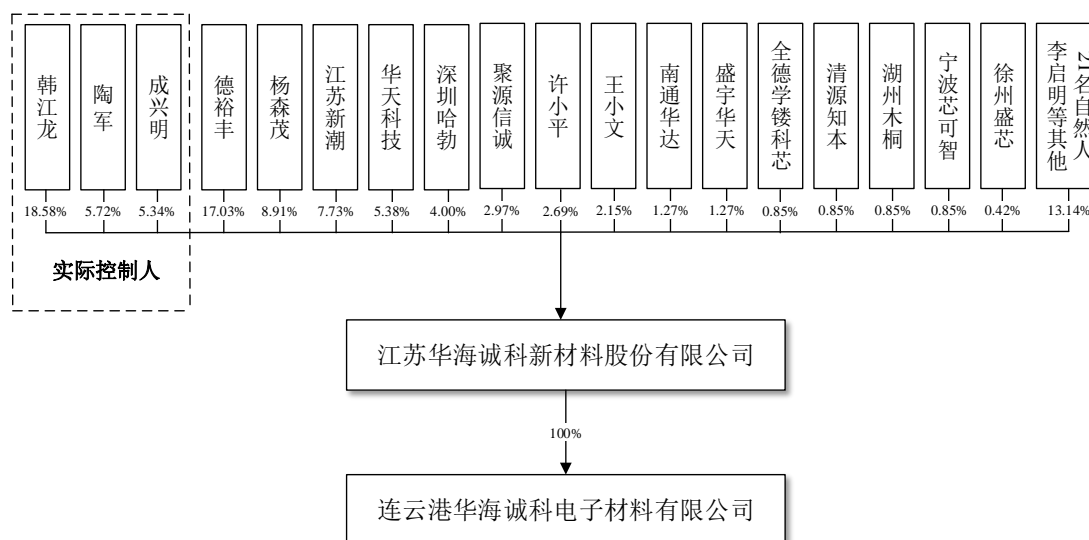 韩江龙
陶军
成兴明
德裕丰
杨森茂
江苏新潮
华天科技
深圳哈勃
聚源信诚
许小平
王小文
南通华达
盛宇华天
全德学镂科芯
清源知本
湖州木桐
宁波芯可智
徐州盛芯
21名自然人
李启明等其他
18.58%
5.72%
5.34%
17.03%
8.91%
7.73%
5.38%
4.00%
2.97%
2.69%
2.15%
1.27%
1.27%
0.85%
0.85%
0.85%
0.85%
0.42%
13.14%
实际控制人
江苏华海诚科新材料股份有限公司
100%
连云港华海诚科电子材料有限公司